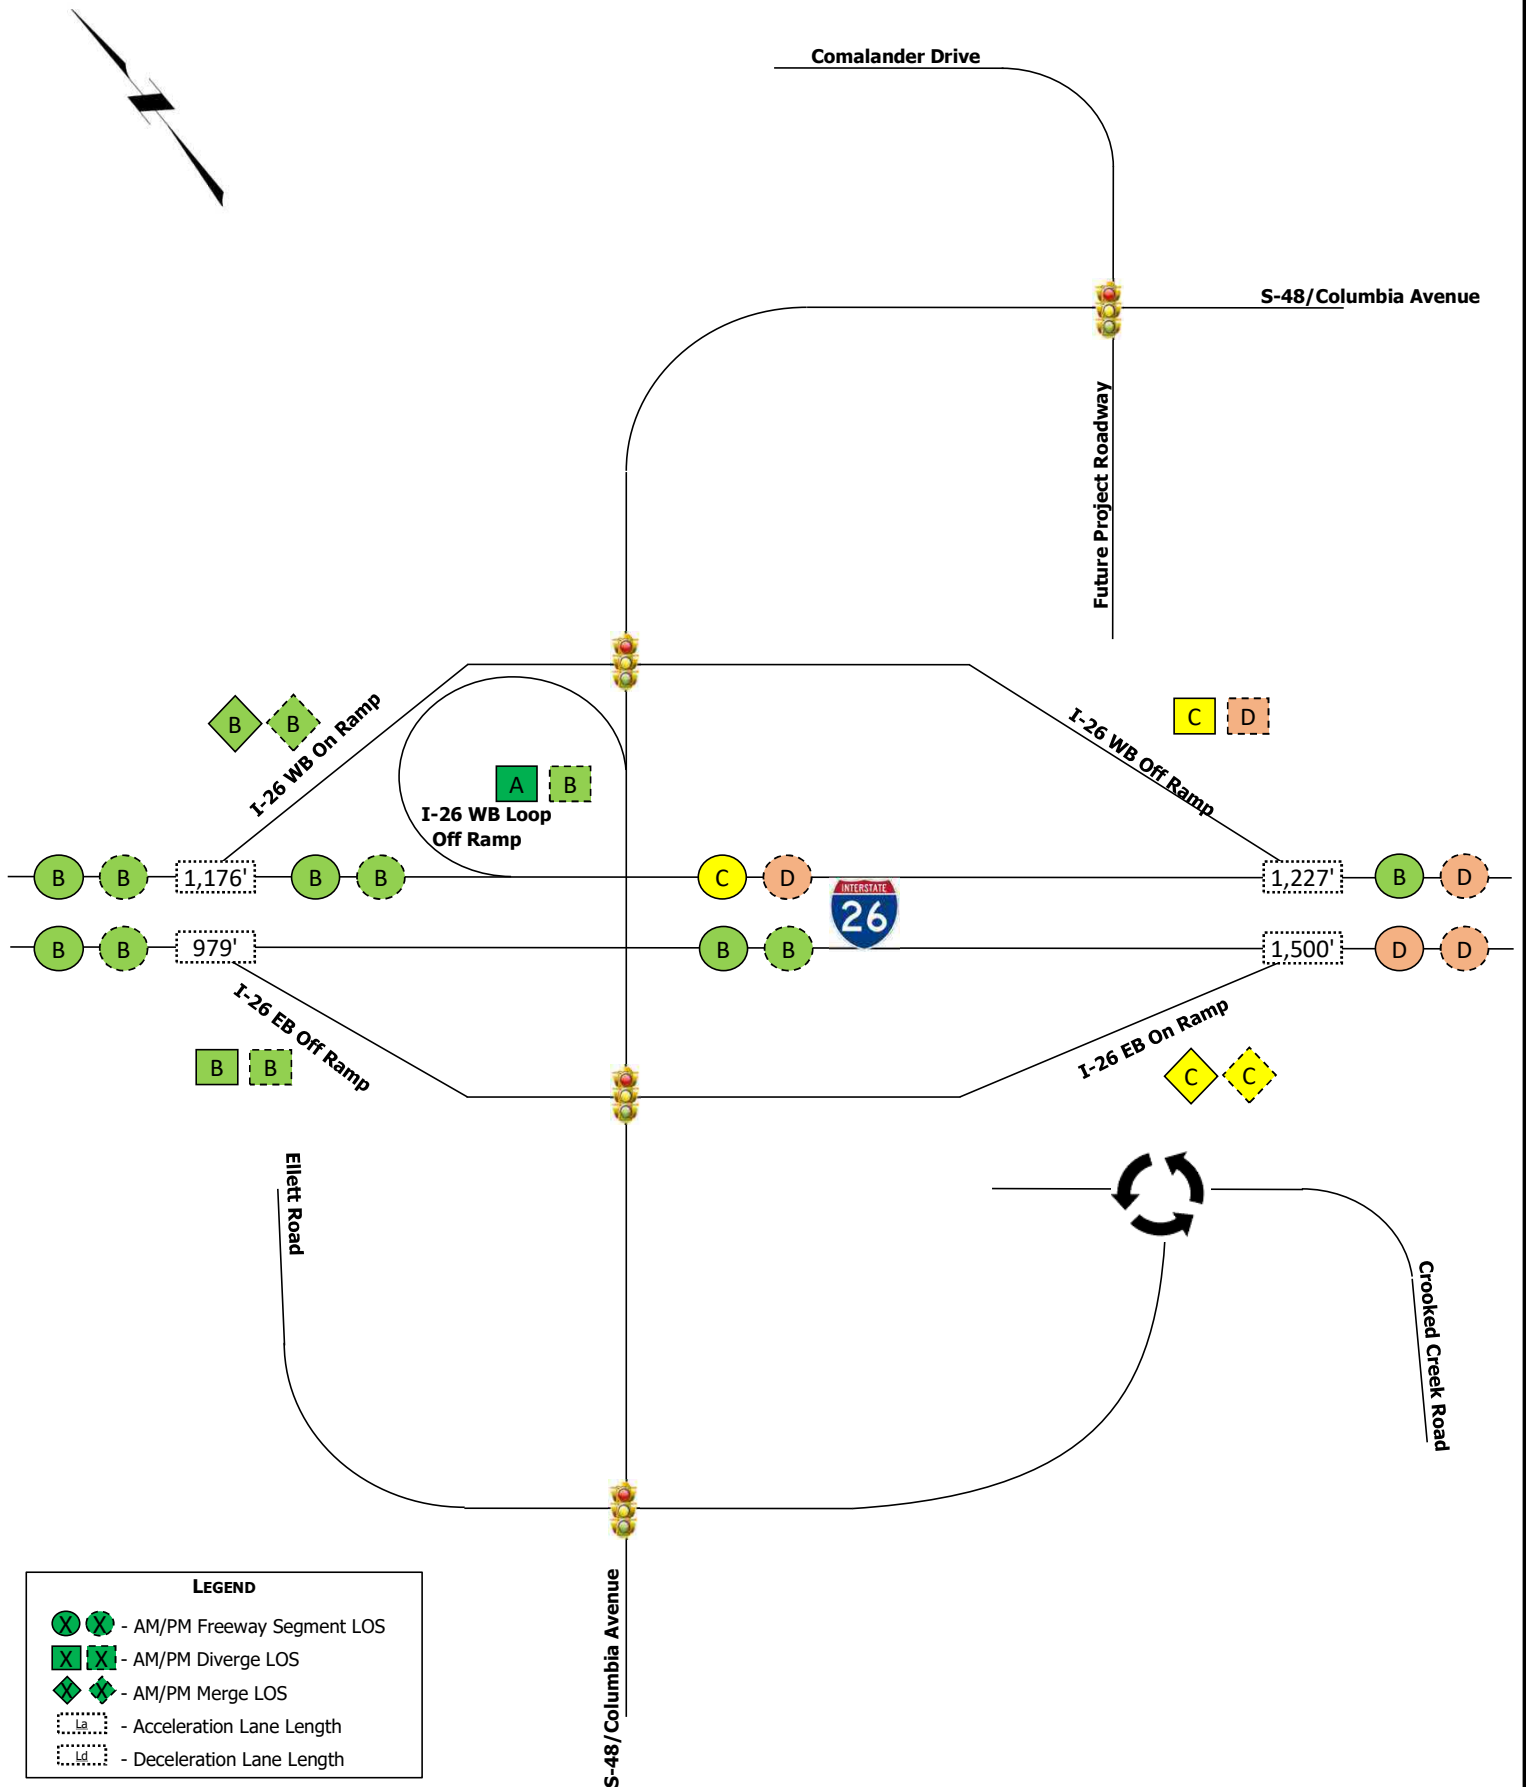 Comalander Drive
S-48/Columbia Avenue
Future Project Roadway
B B
I-26 WB On Ramp
C D
I-26 WB Off Ramp
A B
I-26 WB Loop
Off Ramp
B B 1,176' B B C D 1,227' B D
INTERSTATE
26
B B 979' B B 1,500' D D
I-26 EB Off Ramp
B B
I-26 EB On Ramp
C C
Ellett Road
Crooked Creek Road
S-48/Columbia Avenue
LEGEND
X X - AM/PM Freeway Segment LOS
X X - AM/PM Diverge LOS
X X - AM/PM Merge LOS
La - Acceleration Lane Length
Ld - Deceleration Lane Length